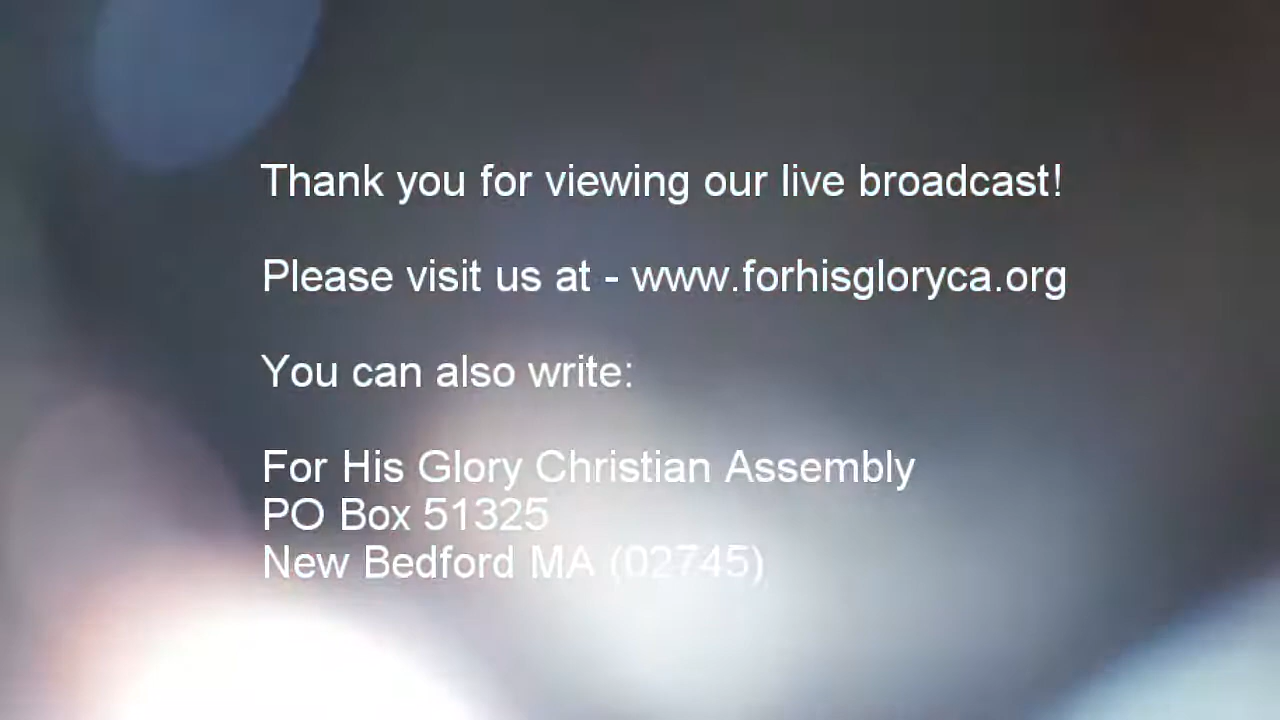 Thank you for viewing our live broadcast!
Please visit us at - www.forhisgloryca.org
You can also write:
For His Glory Christian Assembly
PO Box 51325
New Bedford MA (02745)